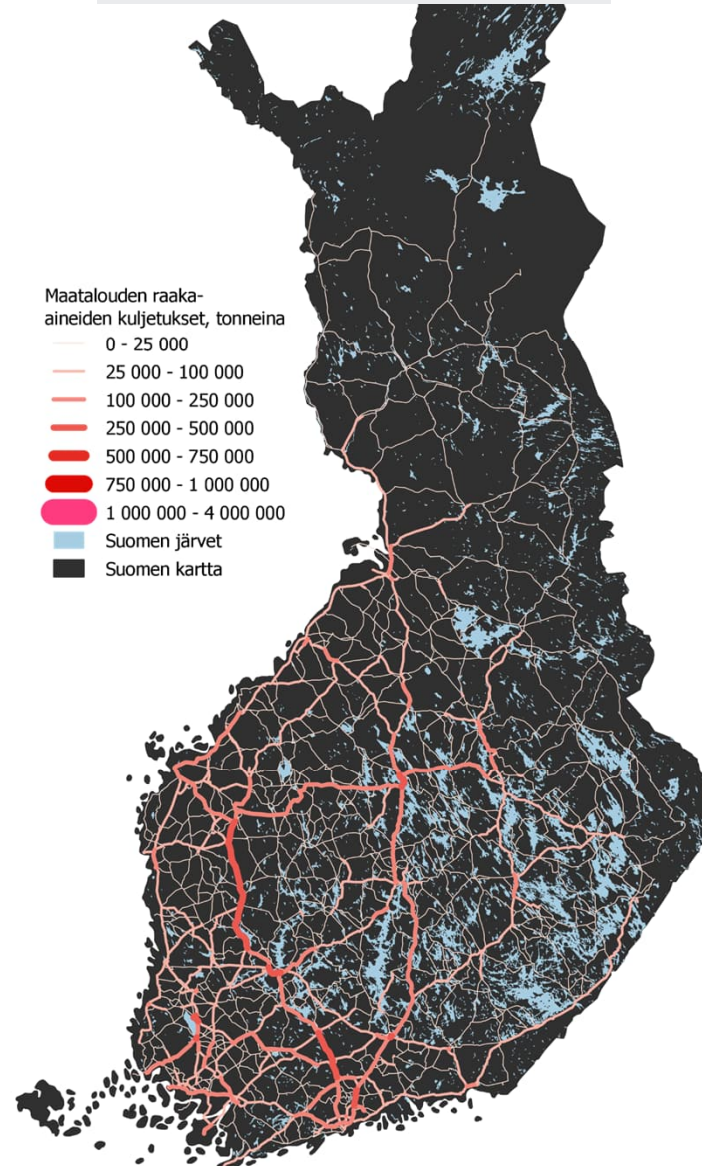 Maatalouden raaka-
aineiden kuljetukset, tonneina
0 - 25 000
25 000 - 100 000
100 000 - 250 000
250 000 - 500 000
500 000 - 750 000
750 000 - 1 000 000
1 000 000 - 4 000 000
Suomen järvet
Suomen kartta